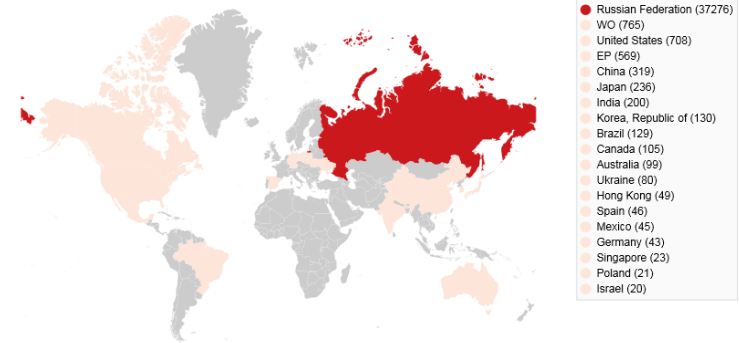 Russian Federation (37276)
WO (765)
United States (708)
EP (569)
China (319)
Japan (236)
India (200)
Korea, Republic of (130)
Brazil (129)
Canada (105)
Australia (99)
Ukraine (80)
Hong Kong (49)
Spain (46)
Mexico (45)
Germany (43)
Singapore (23)
Poland (21)
Israel (20)